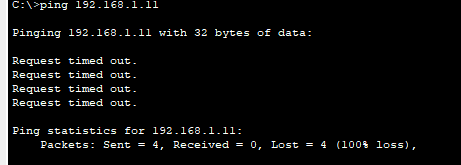 C:\>ping 192.168.1.11
Pinging 192.168.1.11 with 32 bytes of data:
Request timed out.
Request timed out.
Request timed out.
Request timed out.
Ping statistics for 192.168.1.11:
Packets: Sent = 4, Received = 0, Lost = 4 (100% loss),